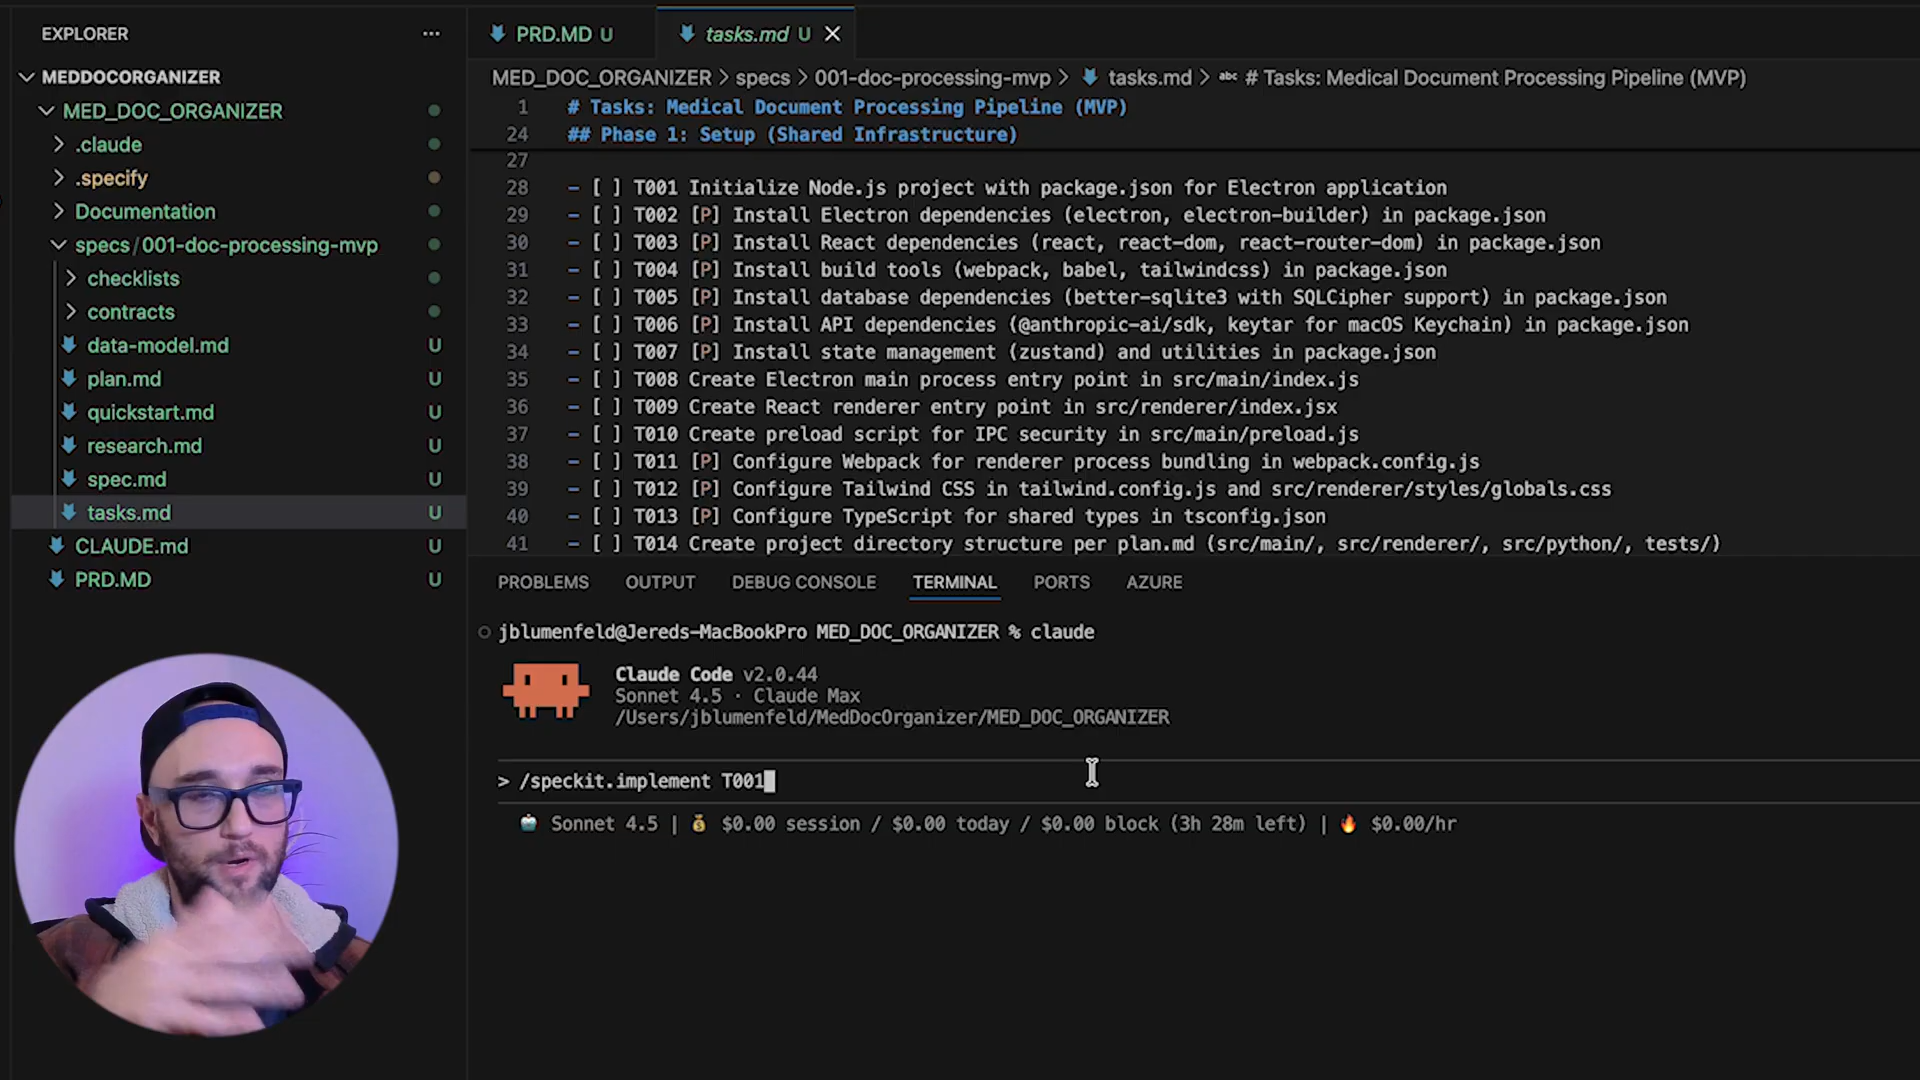 EXPLORER
MEDDOCORGANIZER
MED_DOC_ORGANIZER
.claude
.specify
Documentation
specs/001-doc-processing-mvp
checklists
contracts
data-model.md U
plan.md U
quickstart.md U
research.md U
spec.md U
tasks.md U
CLAUDE.md U
PRD.MD U
PRD.MD U
tasks.md U
MED_DOC_ORGANIZER > specs > 001-doc-processing-mvp > tasks.md > abc # Tasks: Medical Document Processing Pipeline (MVP)
1 # Tasks: Medical Document Processing Pipeline (MVP)
24 ## Phase 1: Setup (Shared Infrastructure)
27
28 - [ ] T001 Initialize Node.js project with package.json for Electron application
29 - [ ] T002 [P] Install Electron dependencies (electron, electron-builder) in package.json
30 - [ ] T003 [P] Install React dependencies (react, react-dom, react-router-dom) in package.json
31 - [ ] T004 [P] Install build tools (webpack, babel, tailwindcss) in package.json
32 - [ ] T005 [P] Install database dependencies (better-sqlite3 with SQLCipher support) in package.json
33 - [ ] T006 [P] Install API dependencies (@anthropic-ai/sdk, keytar for macOS Keychain) in package.json
34 - [ ] T007 [P] Install state management (zustand) and utilities in package.json
35 - [ ] T008 Create Electron main process entry point in src/main/index.js
36 - [ ] T009 Create React renderer entry point in src/renderer/index.jsx
37 - [ ] T010 Create preload script for IPC security in src/main/preload.js
38 - [ ] T011 [P] Configure Webpack for renderer process bundling in webpack.config.js
39 - [ ] T012 [P] Configure Tailwind CSS in tailwind.config.js and src/renderer/styles/globals.css
40 - [ ] T013 [P] Configure TypeScript for shared types in tsconfig.json
41 - [ ] T014 Create project directory structure per plan.md (src/main/, src/renderer/, src/python/, tests/)
PROBLEMS OUTPUT DEBUG CONSOLE TERMINAL PORTS AZURE
jblumenfeld@Jereds-MacBookPro MED_DOC_ORGANIZER % claude
Claude Code v2.0.44
Sonnet 4.5 · Claude Max
/Users/jblumenfeld/MedDocOrganizer/MED_DOC_ORGANIZER
> /speckit.implement T001
Sonnet 4.5 | 💰 $0.00 session / $0.00 today / $0.00 block (3h 28m left) | 🔥 $0.00/hr